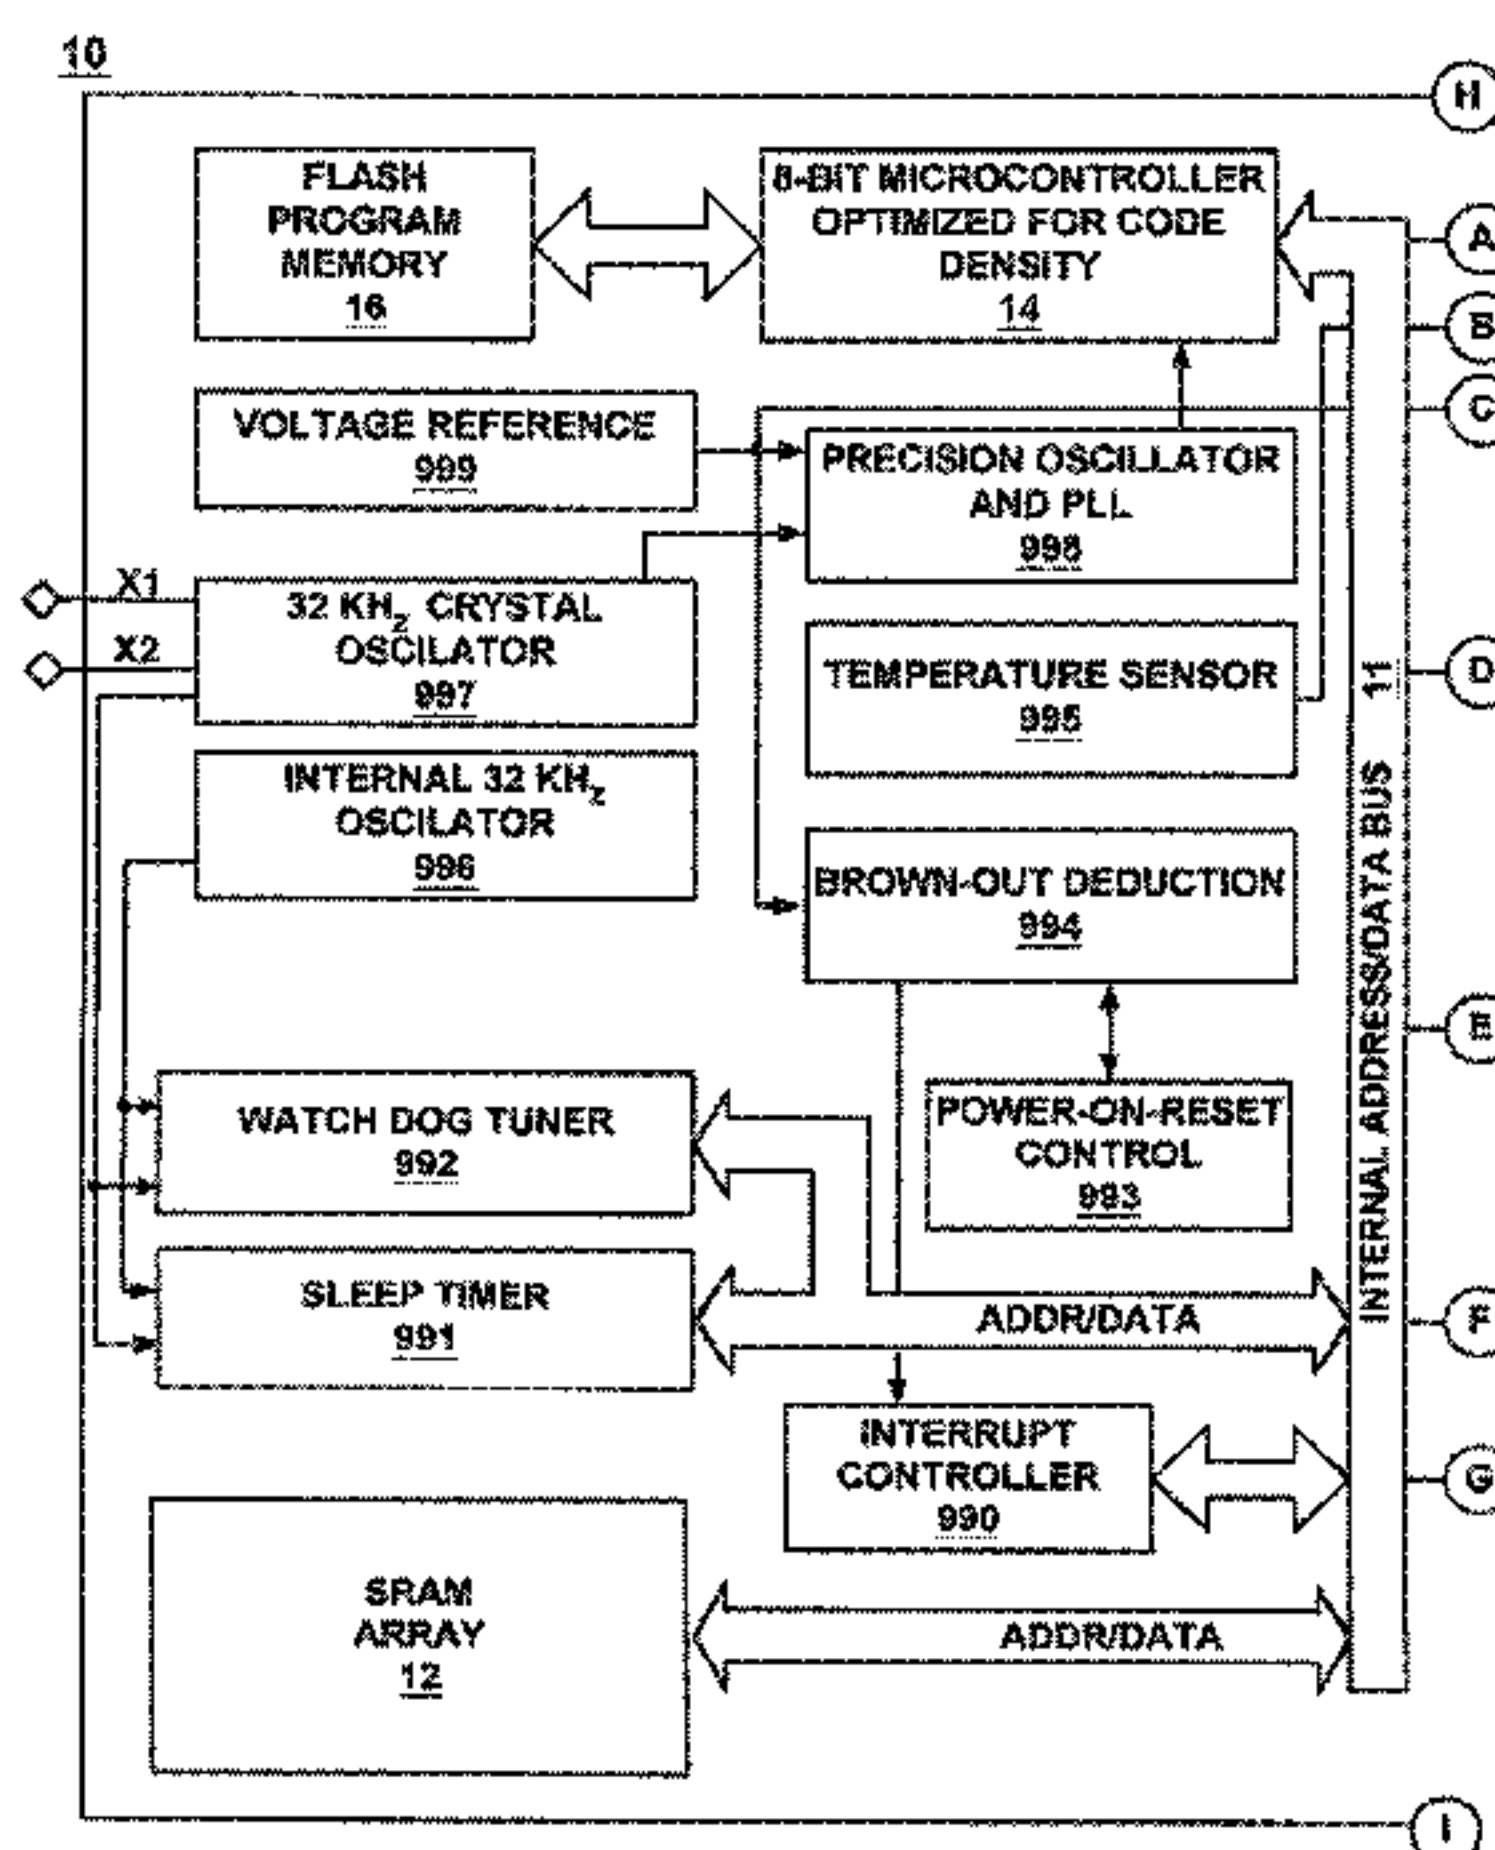 10
H
FLASH
PROGRAM
MEMORY
16
8-BIT MICROCONTROLLER
OPTIMIZED FOR CODE
DENSITY
14
A
B
C
VOLTAGE REFERENCE
999
PRECISION OSCILLATOR
AND PLL
998
X1
X2
32 KHz CRYSTAL
OSCILATOR
997
TEMPERATURE SENSOR
995
D
INTERNAL 32 KHz
OSCILATOR
996
BROWN-OUT DEDUCTION
994
INTERNAL ADDRESS/DATA BUS 11
E
WATCH DOG TUNER
992
POWER-ON-RESET
CONTROL
993
SLEEP TIMER
991
ADDR/DATA
F
INTERRUPT
CONTROLLER
990
G
SRAM
ARRAY
12
ADDR/DATA
I